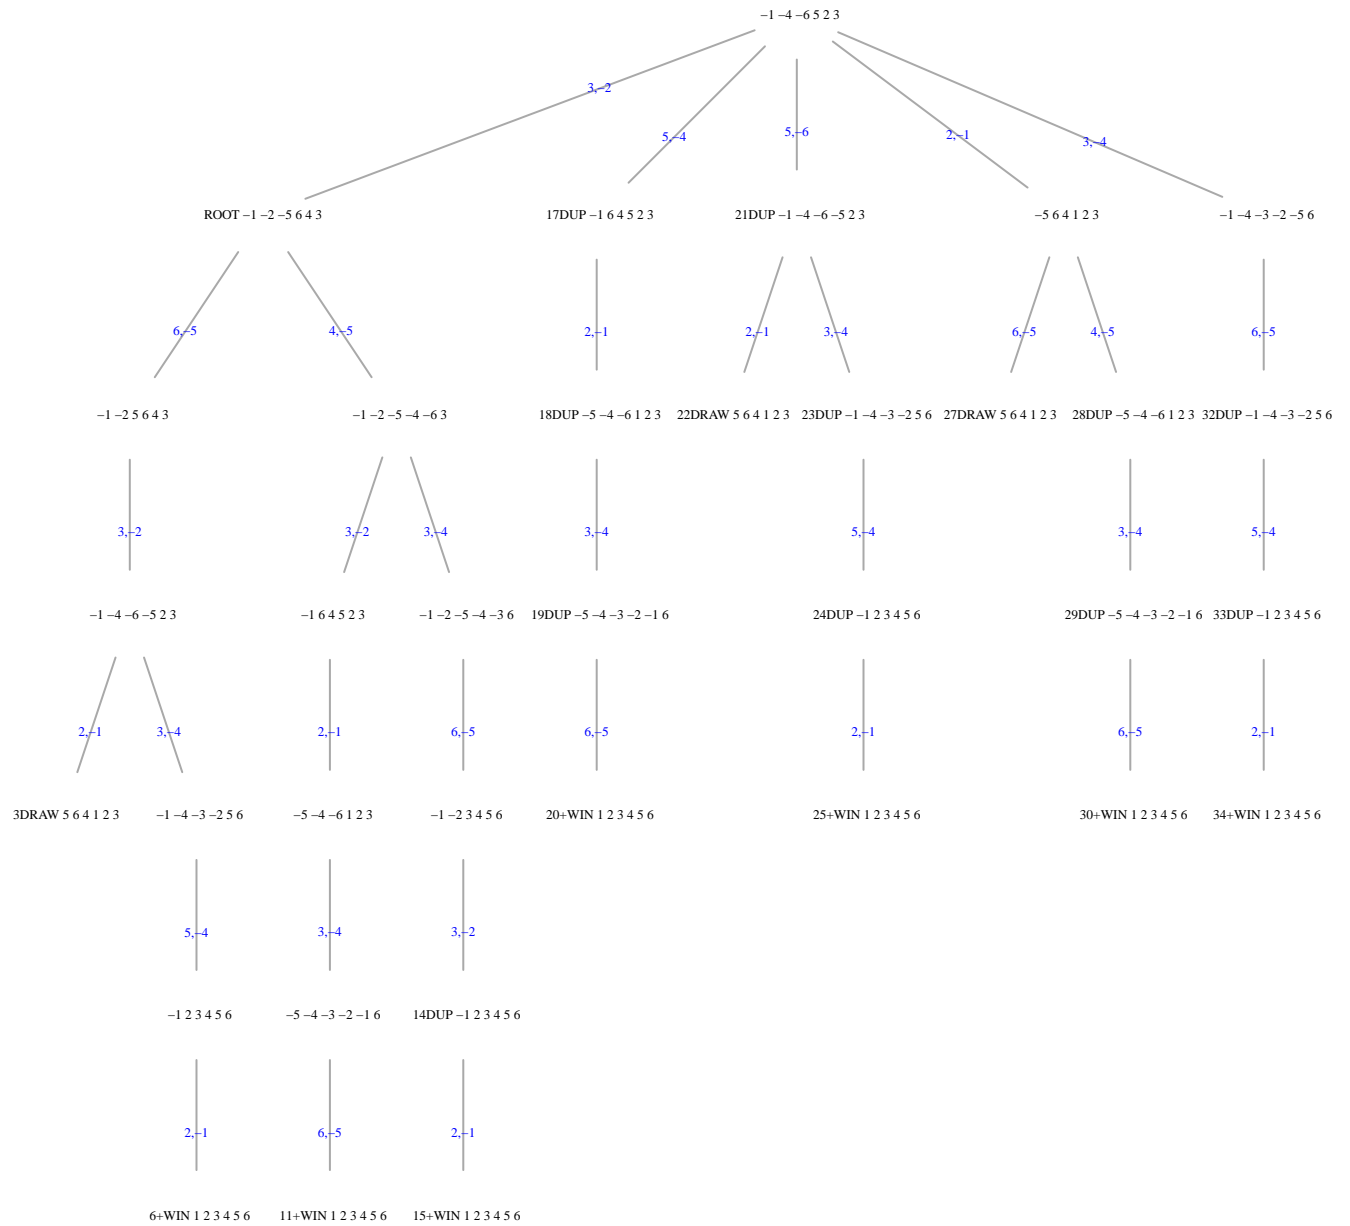 −1 −4 −6 5 2 3
3,−2
5,−4
5,−6
2,−1
3,−4
ROOT −1 −2 −5 6 4 3
17DUP −1 6 4 5 2 3
21DUP −1 −4 −6 −5 2 3
−5 6 4 1 2 3
−1 −4 −3 −2 −5 6
6,−5
4,−5
2,−1
2,−1
3,−4
6,−5
4,−5
6,−5
−1 −2 5 6 4 3
−1 −2 −5 −4 −6 3
18DUP −5 −4 −6 1 2 3
22DRAW 5 6 4 1 2 3
23DUP −1 −4 −3 −2 5 6
27DRAW 5 6 4 1 2 3
28DUP −5 −4 −6 1 2 3
32DUP −1 −4 −3 −2 5 6
3,−2
3,−2
3,−4
3,−4
5,−4
3,−4
5,−4
−1 −4 −6 −5 2 3
−1 6 4 5 2 3
−1 −2 −5 −4 −3 6
19DUP −5 −4 −3 −2 −1 6
24DUP −1 2 3 4 5 6
29DUP −5 −4 −3 −2 −1 6
33DUP −1 2 3 4 5 6
2,−1
3,−4
2,−1
6,−5
6,−5
2,−1
6,−5
2,−1
3DRAW 5 6 4 1 2 3
−1 −4 −3 −2 5 6
−5 −4 −6 1 2 3
−1 −2 3 4 5 6
20+WIN 1 2 3 4 5 6
25+WIN 1 2 3 4 5 6
30+WIN 1 2 3 4 5 6
34+WIN 1 2 3 4 5 6
5,−4
3,−4
3,−2
−1 2 3 4 5 6
−5 −4 −3 −2 −1 6
14DUP −1 2 3 4 5 6
2,−1
6,−5
2,−1
6+WIN 1 2 3 4 5 6
11+WIN 1 2 3 4 5 6
15+WIN 1 2 3 4 5 6